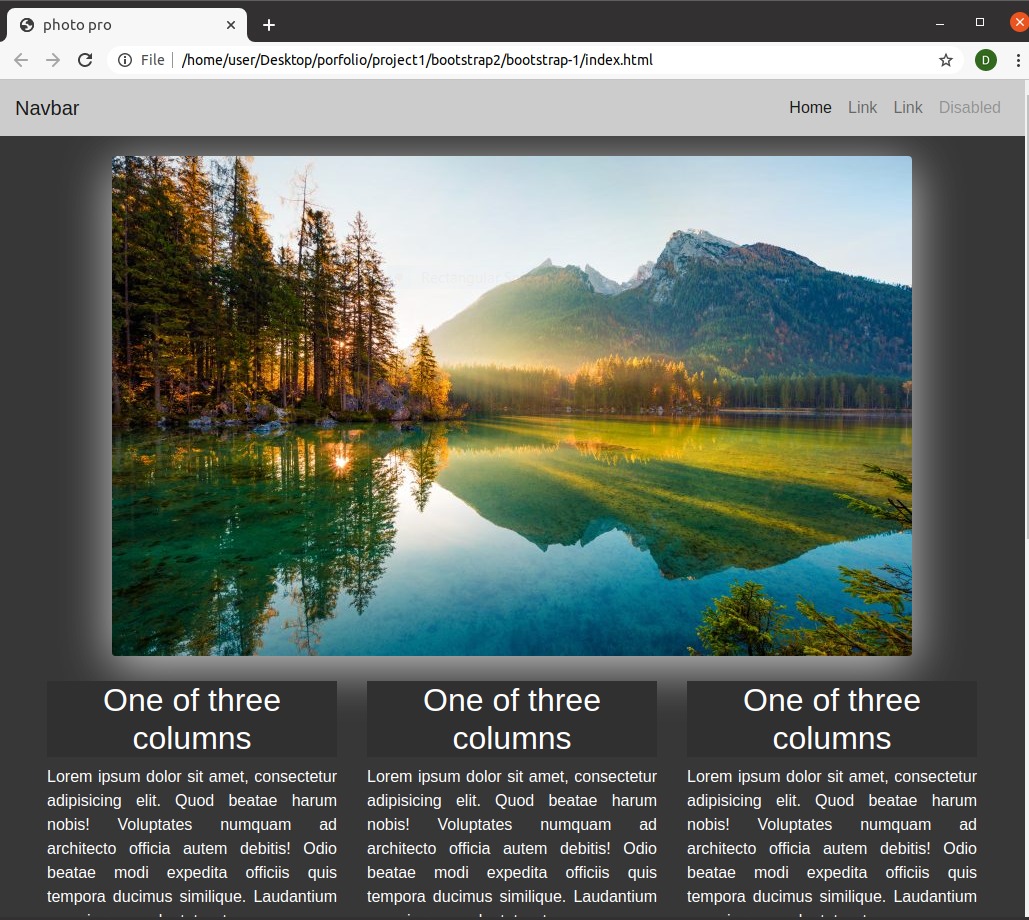 photo pro
File
/home/user/Desktop/porfolio/project1/bootstrap2/bootstrap-1/index.html
D
Navbar
Home Link Link Disabled
Rectangular
One of three
columns
Lorem ipsum dolor sit amet, consectetur
adipisicing elit. Quod beatae harum
nobis! Voluptates numquam ad
architecto officia autem debitis! Odio
beatae modi expedita officiis quis
tempora ducimus similique. Laudantium
One of three
columns
Lorem ipsum dolor sit amet, consectetur
adipisicing elit. Quod beatae harum
nobis! Voluptates numquam ad
architecto officia autem debitis! Odio
beatae modi expedita officiis quis
tempora ducimus similique. Laudantium
One of three
columns
Lorem ipsum dolor sit amet, consectetur
adipisicing elit. Quod beatae harum
nobis! Voluptates numquam ad
architecto officia autem debitis! Odio
beatae modi expedita officiis quis
tempora ducimus similique. Laudantium